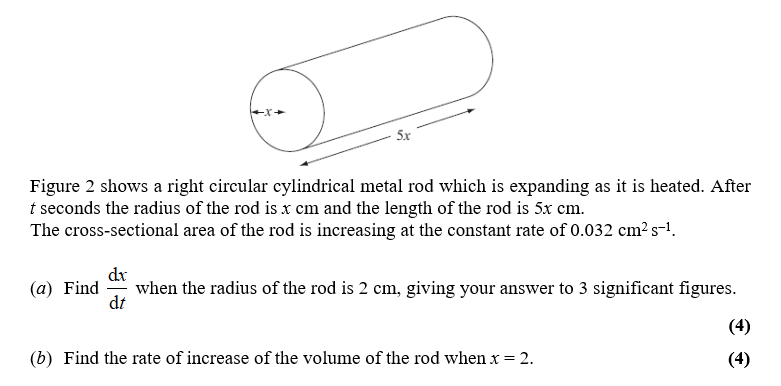 x
5x
Figure 2 shows a right circular cylindrical metal rod which is expanding as it is heated. After
t seconds the radius of the rod is x cm and the length of the rod is 5x cm.
The cross-sectional area of the rod is increasing at the constant rate of 0.032 cm² s⁻¹.
(a) Find dx/dt when the radius of the rod is 2 cm, giving your answer to 3 significant figures.
(4)
(b) Find the rate of increase of the volume of the rod when x = 2.
(4)